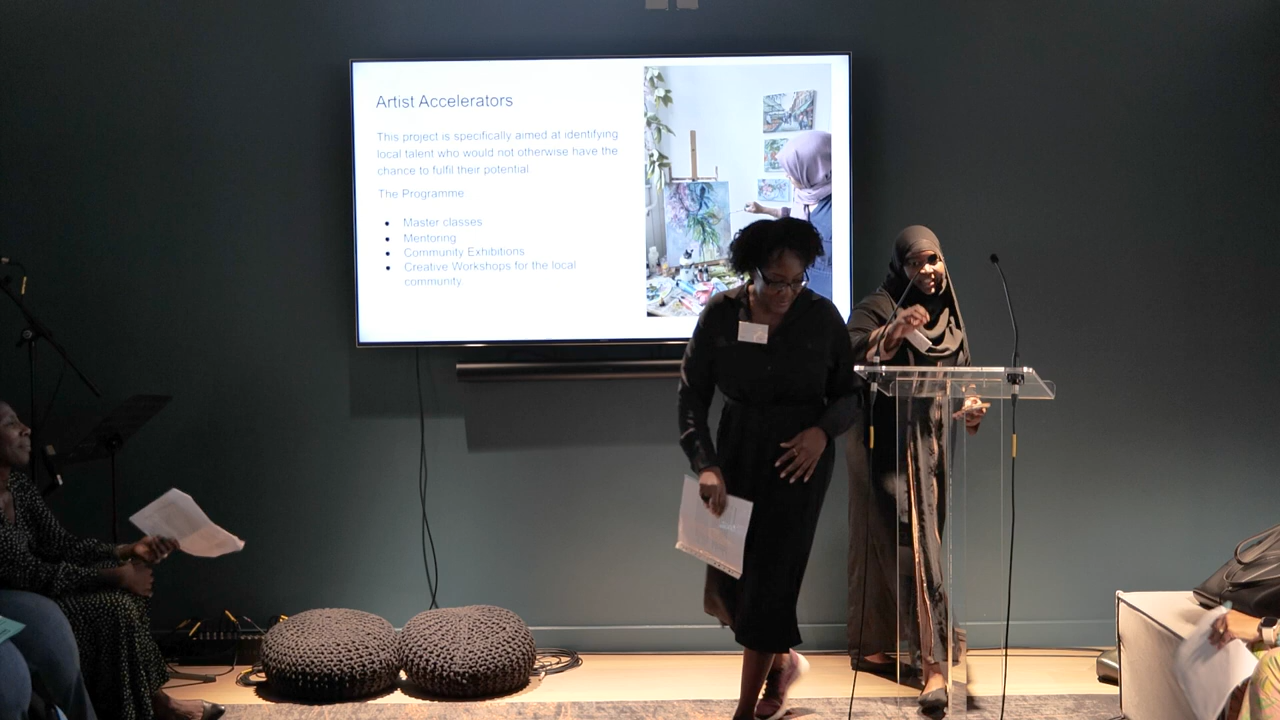 Artist Accelerators
This project is specifically aimed at identifying
local talent who would not otherwise have the
chance to fulfil their potential.
The Programme
• Master classes
• Mentoring
• Community Exhibitions
• Creative Workshops for the local
community